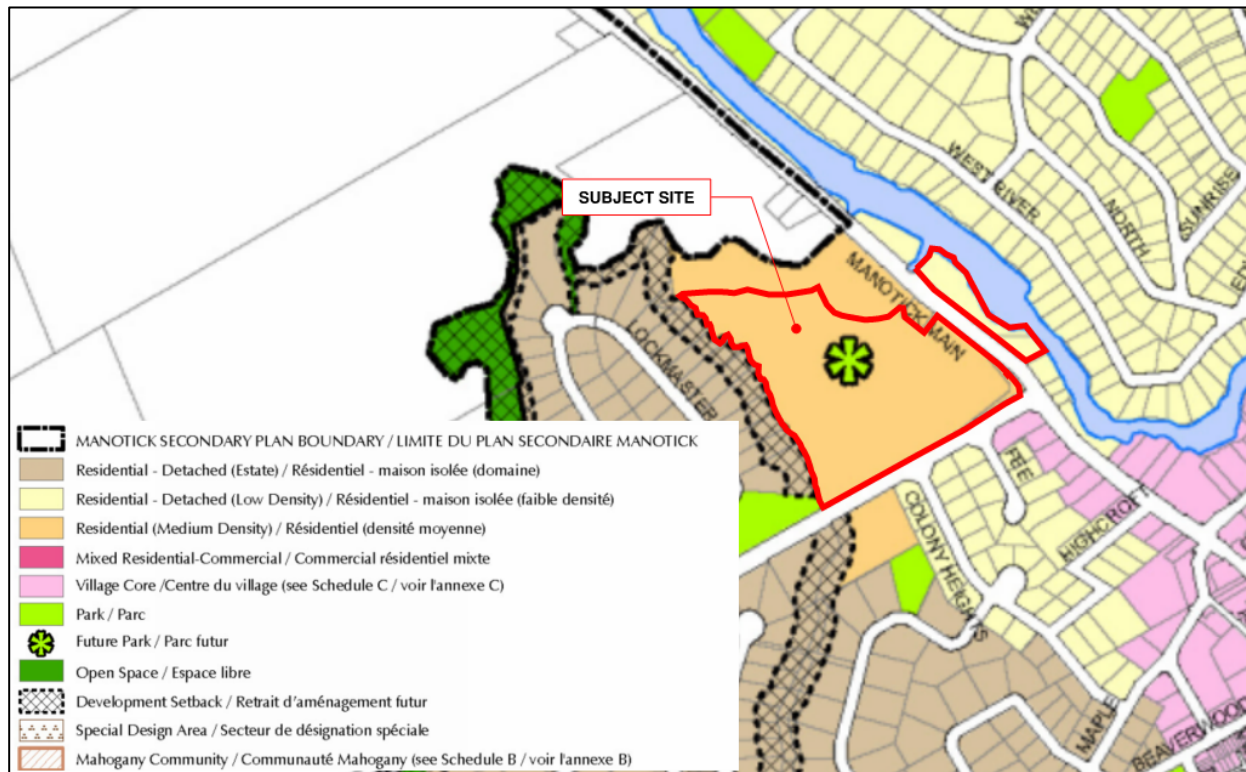 SUBJECT SITE
WEST RIVER
NORTH
SUNRISE
MANOTICK MAIN
LOCKMASTER
FEE
HIGHCROFT
COLONY HEIGHTS
MAPLE
BEAVERWOOD
MANOTICK SECONDARY PLAN BOUNDARY / LIMITE DU PLAN SECONDAIRE MANOTICK
Residential - Detached (Estate) / Résidentiel - maison isolée (domaine)
Residential - Detached (Low Density) / Résidentiel - maison isolée (faible densité)
Residential (Medium Density) / Résidentiel (densité moyenne)
Mixed Residential-Commercial / Commercial résidentiel mixte
Village Core /Centre du village (see Schedule C / voir l'annexe C)
Park / Parc
Future Park / Parc futur
Open Space / Espace libre
Development Setback / Retrait d'aménagement futur
Special Design Area / Secteur de désignation spéciale
Mahogany Community / Communauté Mahogany (see Schedule B / voir l'annexe B)